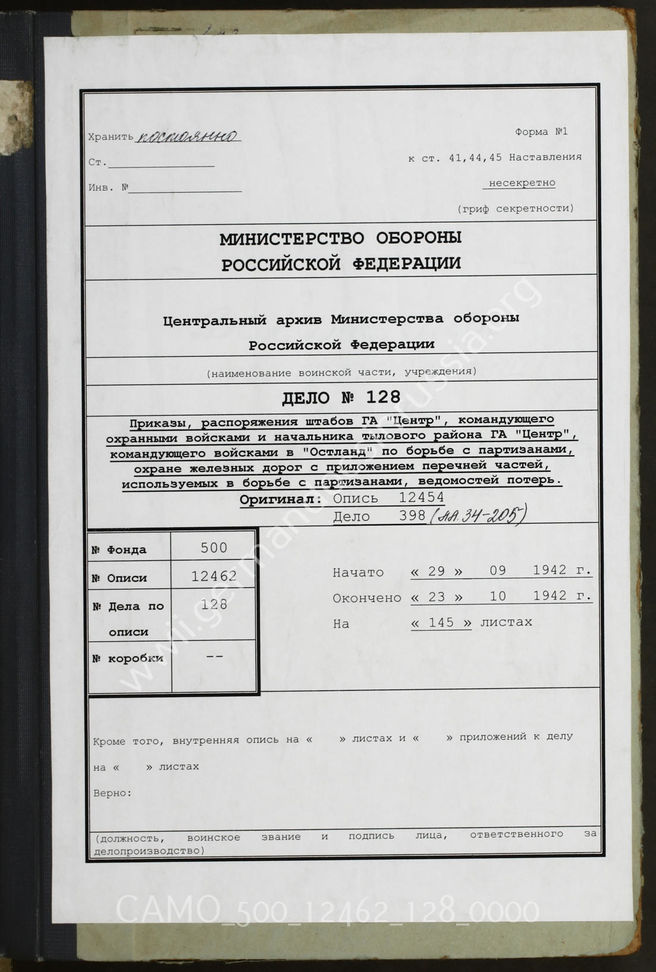 Хранить постоянно
Форма №1
Ст.
к ст. 41,44,45 Наставления
Инв. №
несекретно
(гриф секретности)
МИНИСТЕРСТВО ОБОРОНЫ
РОССИЙСКОЙ ФЕДЕРАЦИИ
Центральный архив Министерства обороны
Российской Федерации
(наименование воинской части, учреждения)
ДЕЛО № 128
Приказы, распоряжения штабов ГА "Центр", командующего
охранными войсками и начальника тылового района ГА "Центр",
командующего войсками в "Остланд" по борьбе с партизанами,
охране железных дорог с приложением перечней частей,
используемых в борьбе с партизанами, ведомостей потерь.
Оригинал: Опись 12454
Дело 398 (лл. 34-205)
№ Фонда 500
№ Описи 12462
№ Дела по описи 128
№ коробки --
Начато « 29 » 09 1942 г.
Окончено « 23 » 10 1942 г.
На « 145 » листах
Кроме того, внутренняя опись на « » листах и « » приложений к делу
на « » листах
Верно:
(должность, воинское звание и подпись лица, ответственного за
делопроизводство)
CAMO_500_12462_128_0000